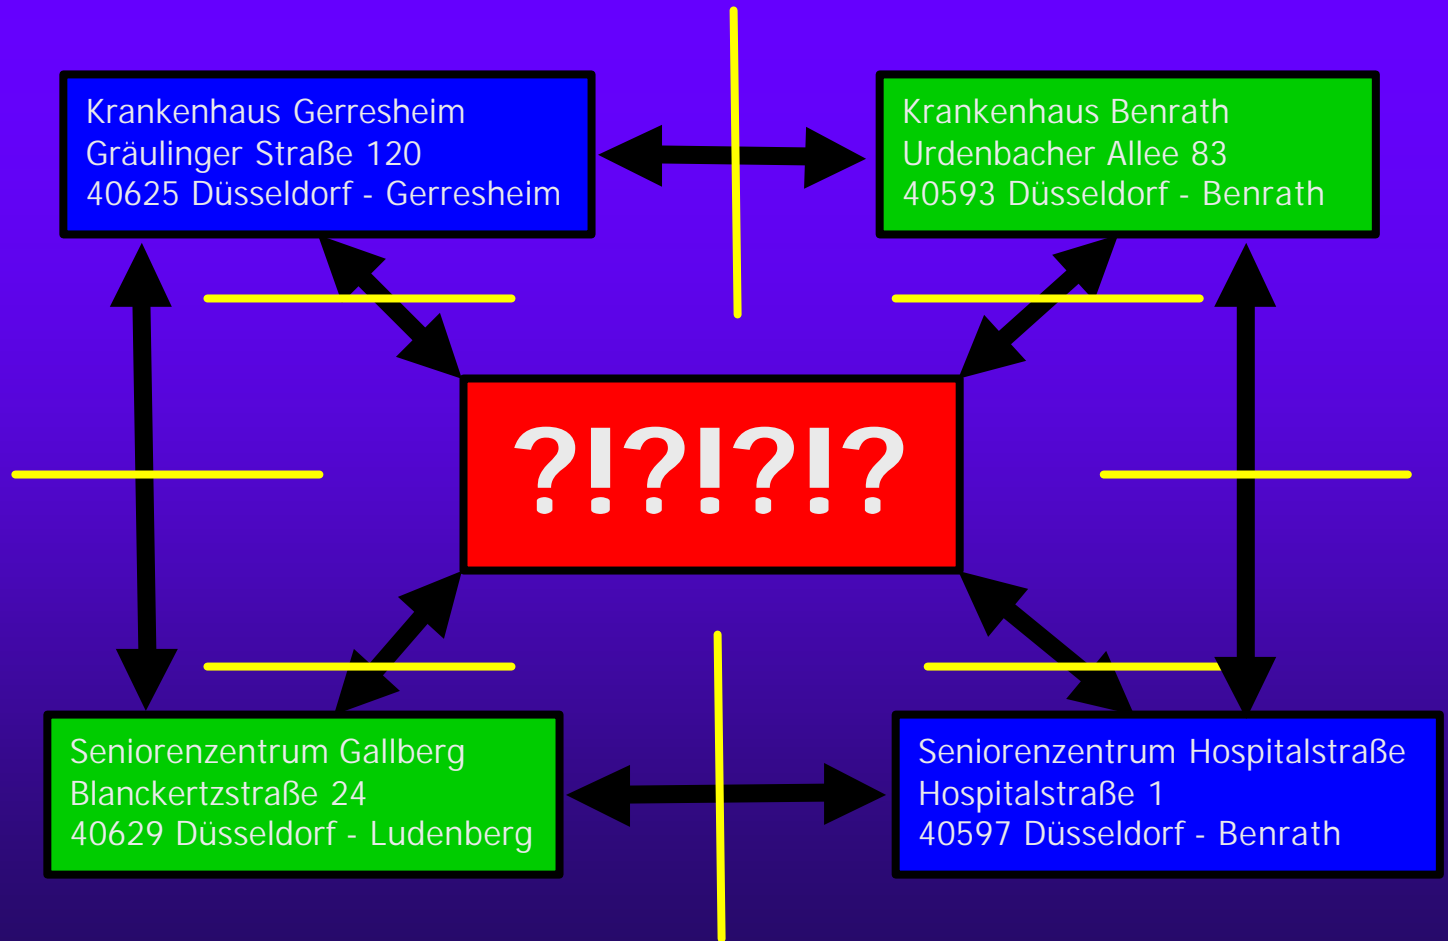 Krankenhaus Gerresheim
Gräulinger Straße 120
40625 Düsseldorf - Gerresheim
Krankenhaus Benrath
Urdenbacher Allee 83
40593 Düsseldorf - Benrath
?!?!?!?
Seniorenzentrum Gallberg
Blanckertzstraße 24
40629 Düsseldorf - Ludenberg
Seniorenzentrum Hospitalstraße
Hospitalstraße 1
40597 Düsseldorf - Benrath